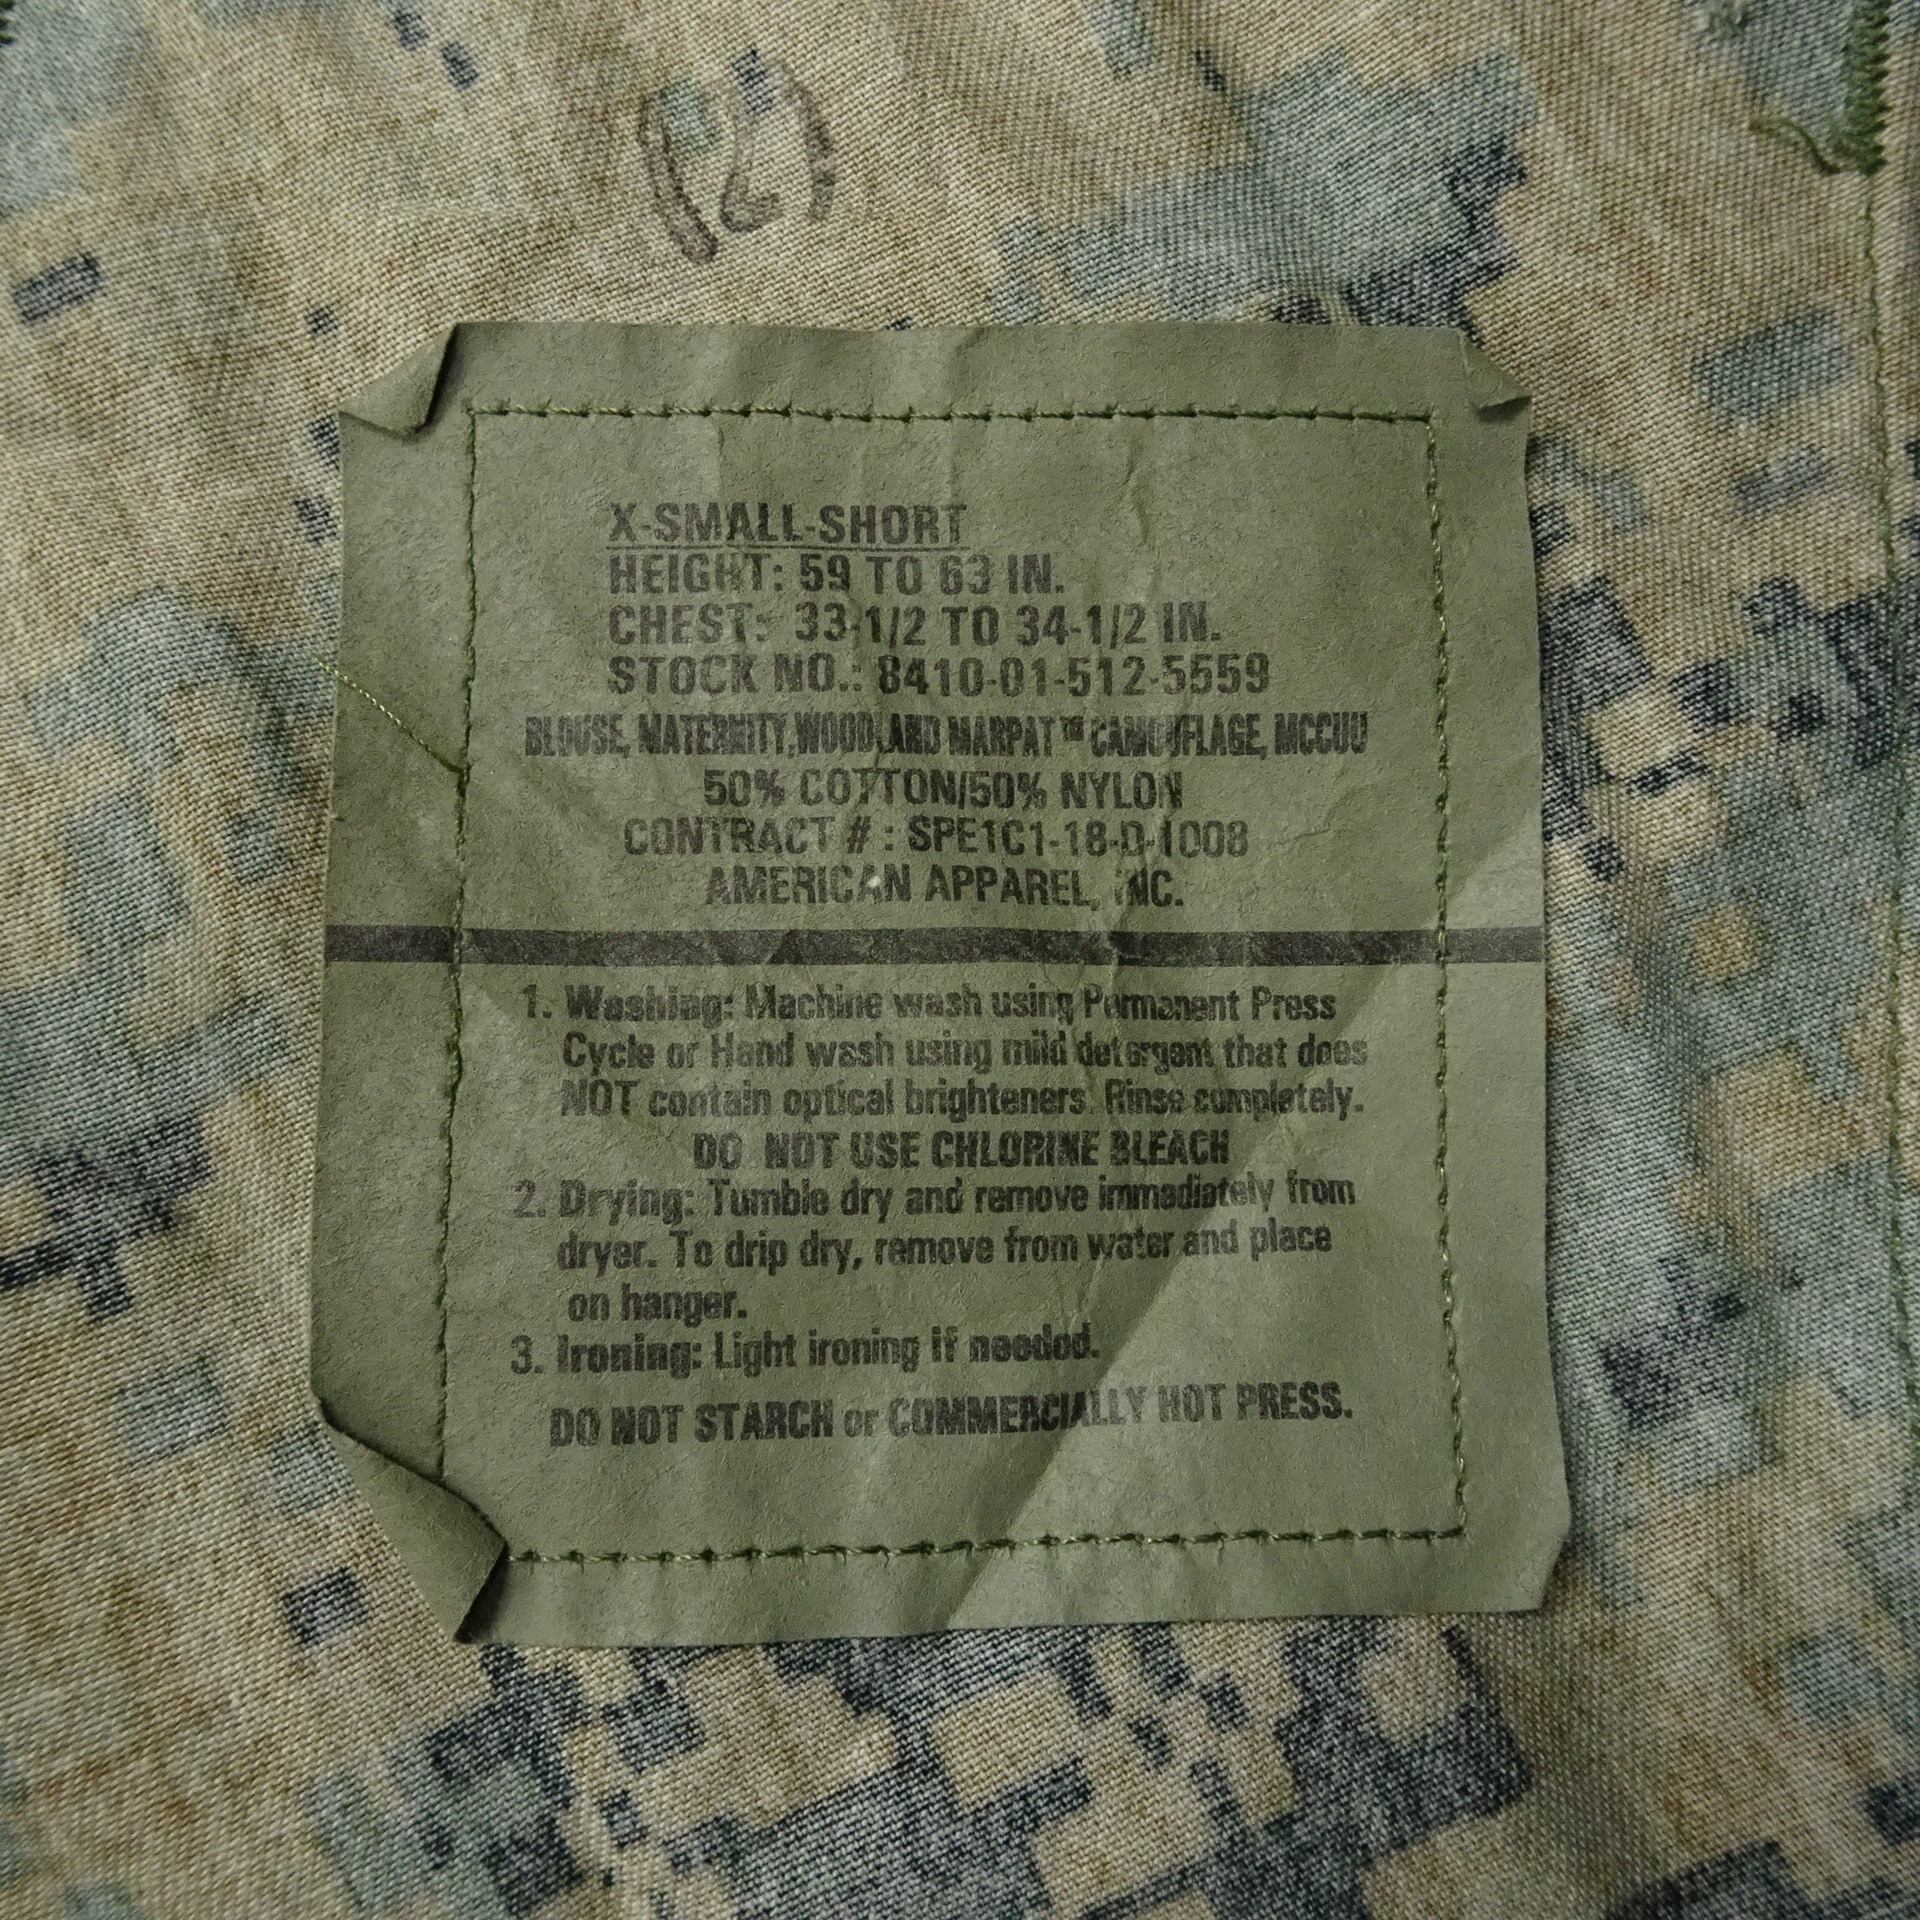 (2)
X-SMALL-SHORT
HEIGHT: 59 TO 63 IN.
CHEST: 33-1/2 TO 34-1/2 IN.
STOCK NO.: 8410-01-512-5559
BLOUSE, MATERNITY,WOODLAND MARPAT™ CAMOUFLAGE, MCCUU
50% COTTON/50% NYLON
CONTRACT # : SPE1C1-18-D-1008
AMERICAN APPAREL, INC.
1. Washing: Machine wash using Permanent Press
Cycle or Hand wash using mild detergent that does
NOT contain optical brighteners. Rinse completely.
DO NOT USE CHLORINE BLEACH
2. Drying: Tumble dry and remove immediately from
dryer. To drip dry, remove from water and place
on hanger.
3. Ironing: Light ironing if needed.
DO NOT STARCH or COMMERCIALLY HOT PRESS.